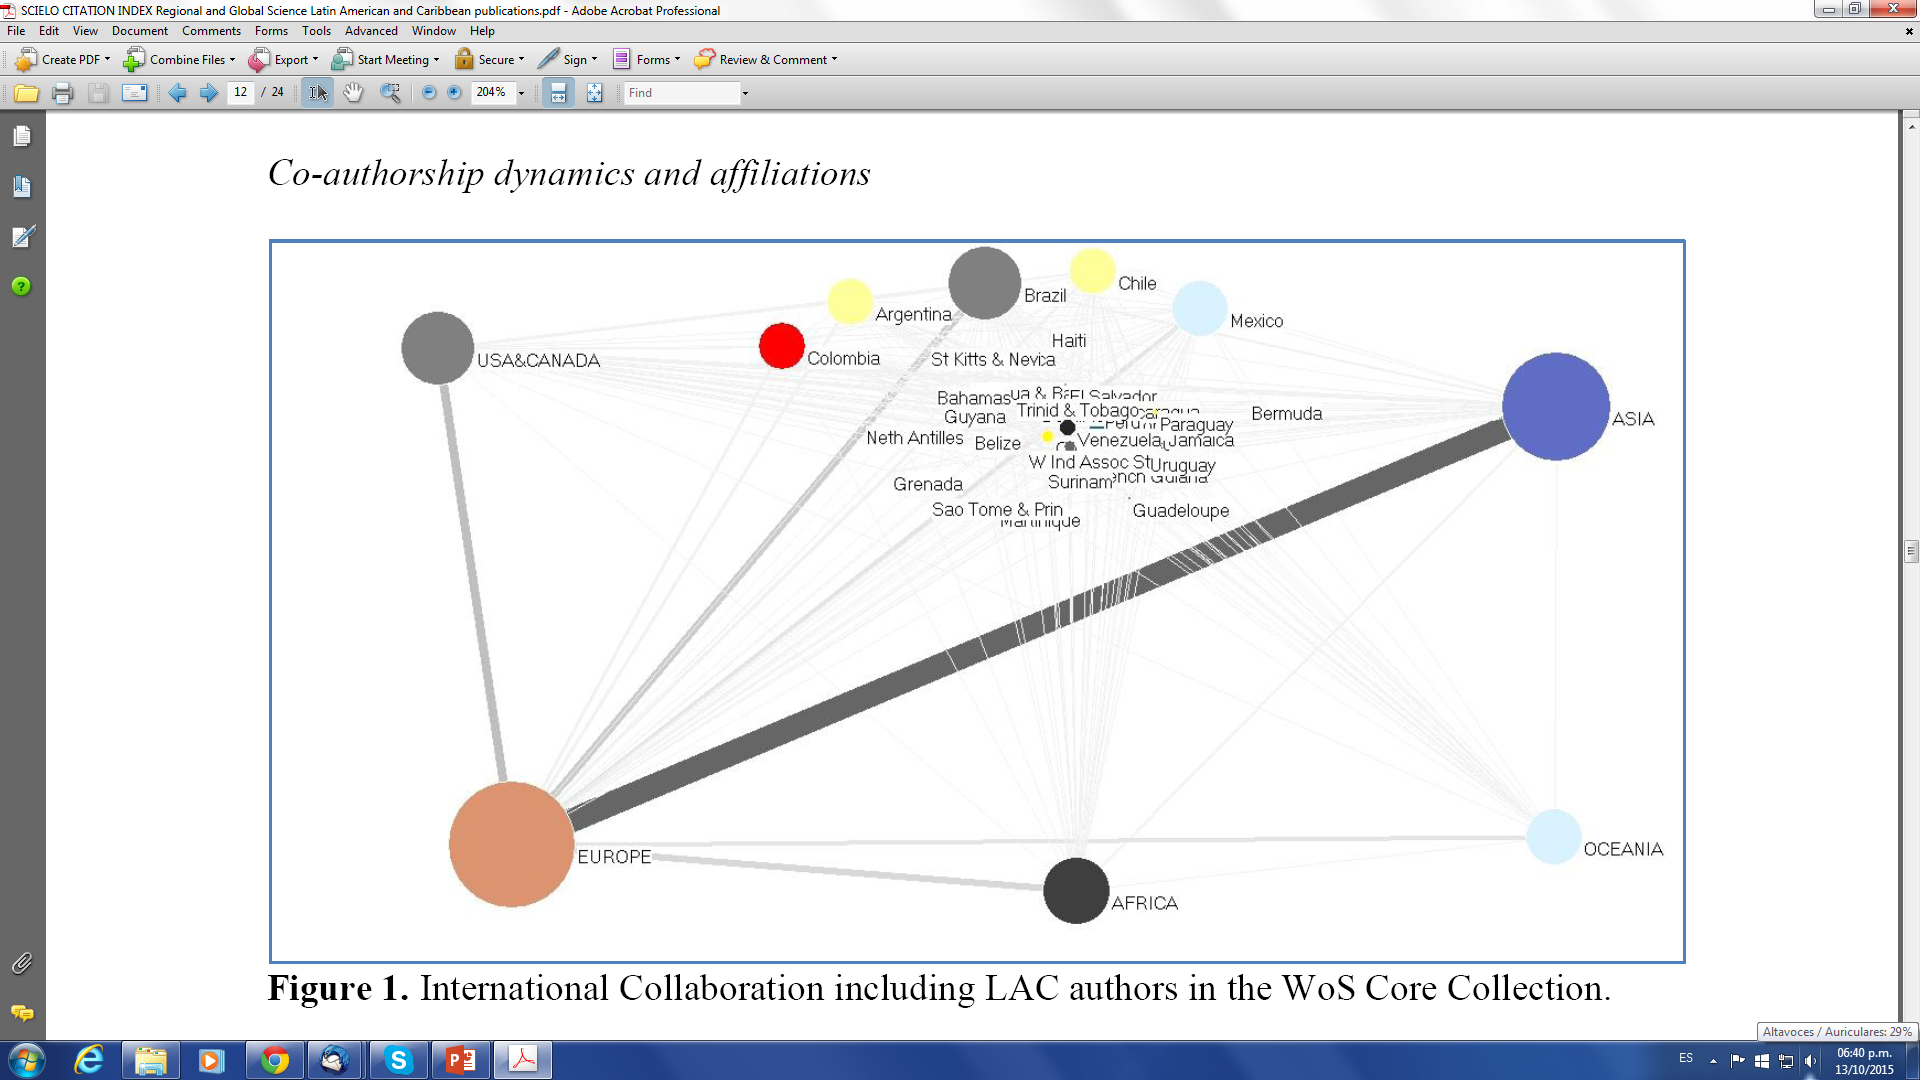 SCIELO CITATION INDEX Regional and Global Science Latin American and Caribbean publications.pdf - Adobe Acrobat Professional
File Edit View Document Comments Forms Tools Advanced Window Help
Create PDF Combine Files Export Start Meeting Secure Sign Forms Review & Comment
12 / 24 204% Find
Co-authorship dynamics and affiliations
Chile
Brazil
Argentina
Mexico
Haiti
USA&CANADA
Colombia
St Kitts & Nevis
Bahamas
El Salvador
Trinid & Tobago
Bermuda
Guyana
ASIA
Peru
Paraguay
Neth Antilles
Belize
Venezuela
Jamaica
W Ind Assoc St
Uruguay
Grenada
Surinam
Sao Tome & Prin
Guadeloupe
Martinique
EUROPE
OCEANIA
AFRICA
Figure 1. International Collaboration including LAC authors in the WoS Core Collection.
Altavoces / Auriculares: 29%
ES
06:40 p.m.
13/10/2015